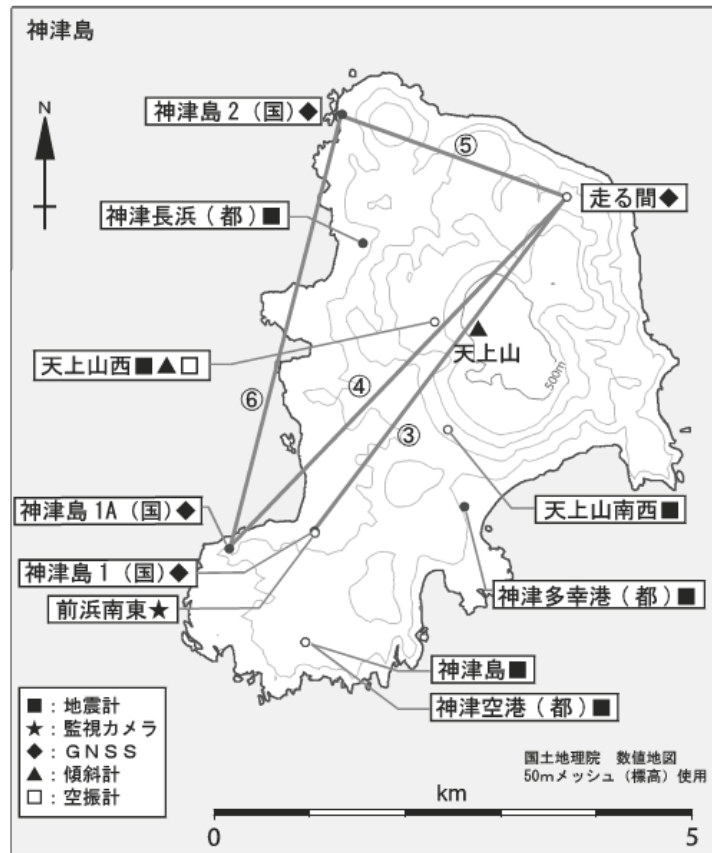 神津島
N
神津島2（国）◆
⑤
走る間◆
神津長浜（都）■
天上山
天上山西■▲□
500m
④
⑥
③
神津島1A（国）◆
天上山南西■
神津島1（国）◆
前浜南東★
神津多幸港（都）■
神津島■
神津空港（都）■
■：地震計
★：監視カメラ
◆：GNSS
▲：傾斜計
□：空振計
国土地理院　数値地図
50mメッシュ（標高）使用
km
0 5